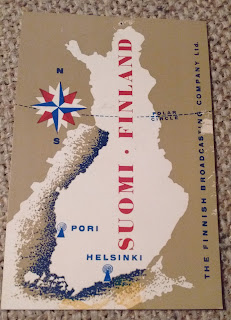 N
S
POLAR
CIRCLE
SUOMI · FINLAND
PORI
HELSINKI
THE FINNISH BROADCASTING COMPANY Ltd.